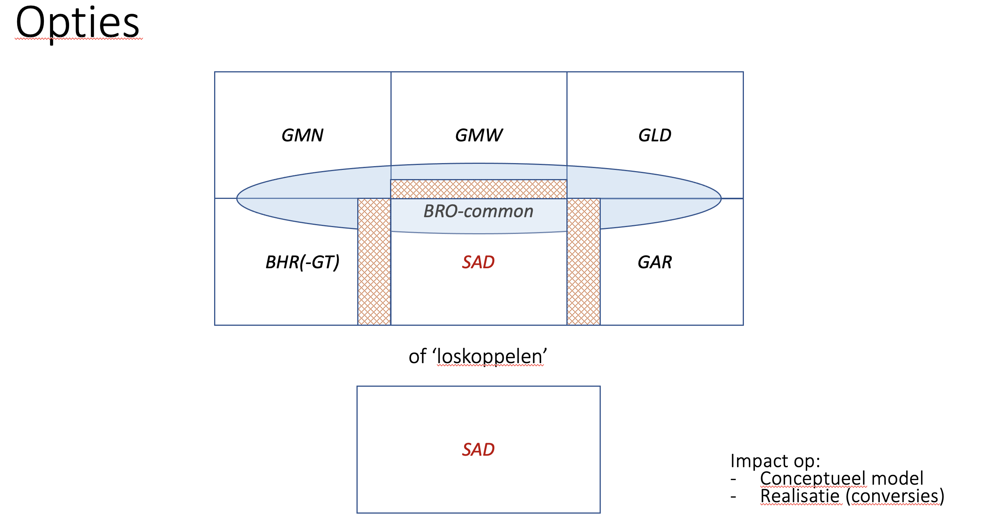 Opties
GMN
GMW
GLD
BRO-common
BHR(-GT)
SAD
GAR
of ‘loskoppelen’
SAD
Impact op:
- Conceptueel model
- Realisatie (conversies)